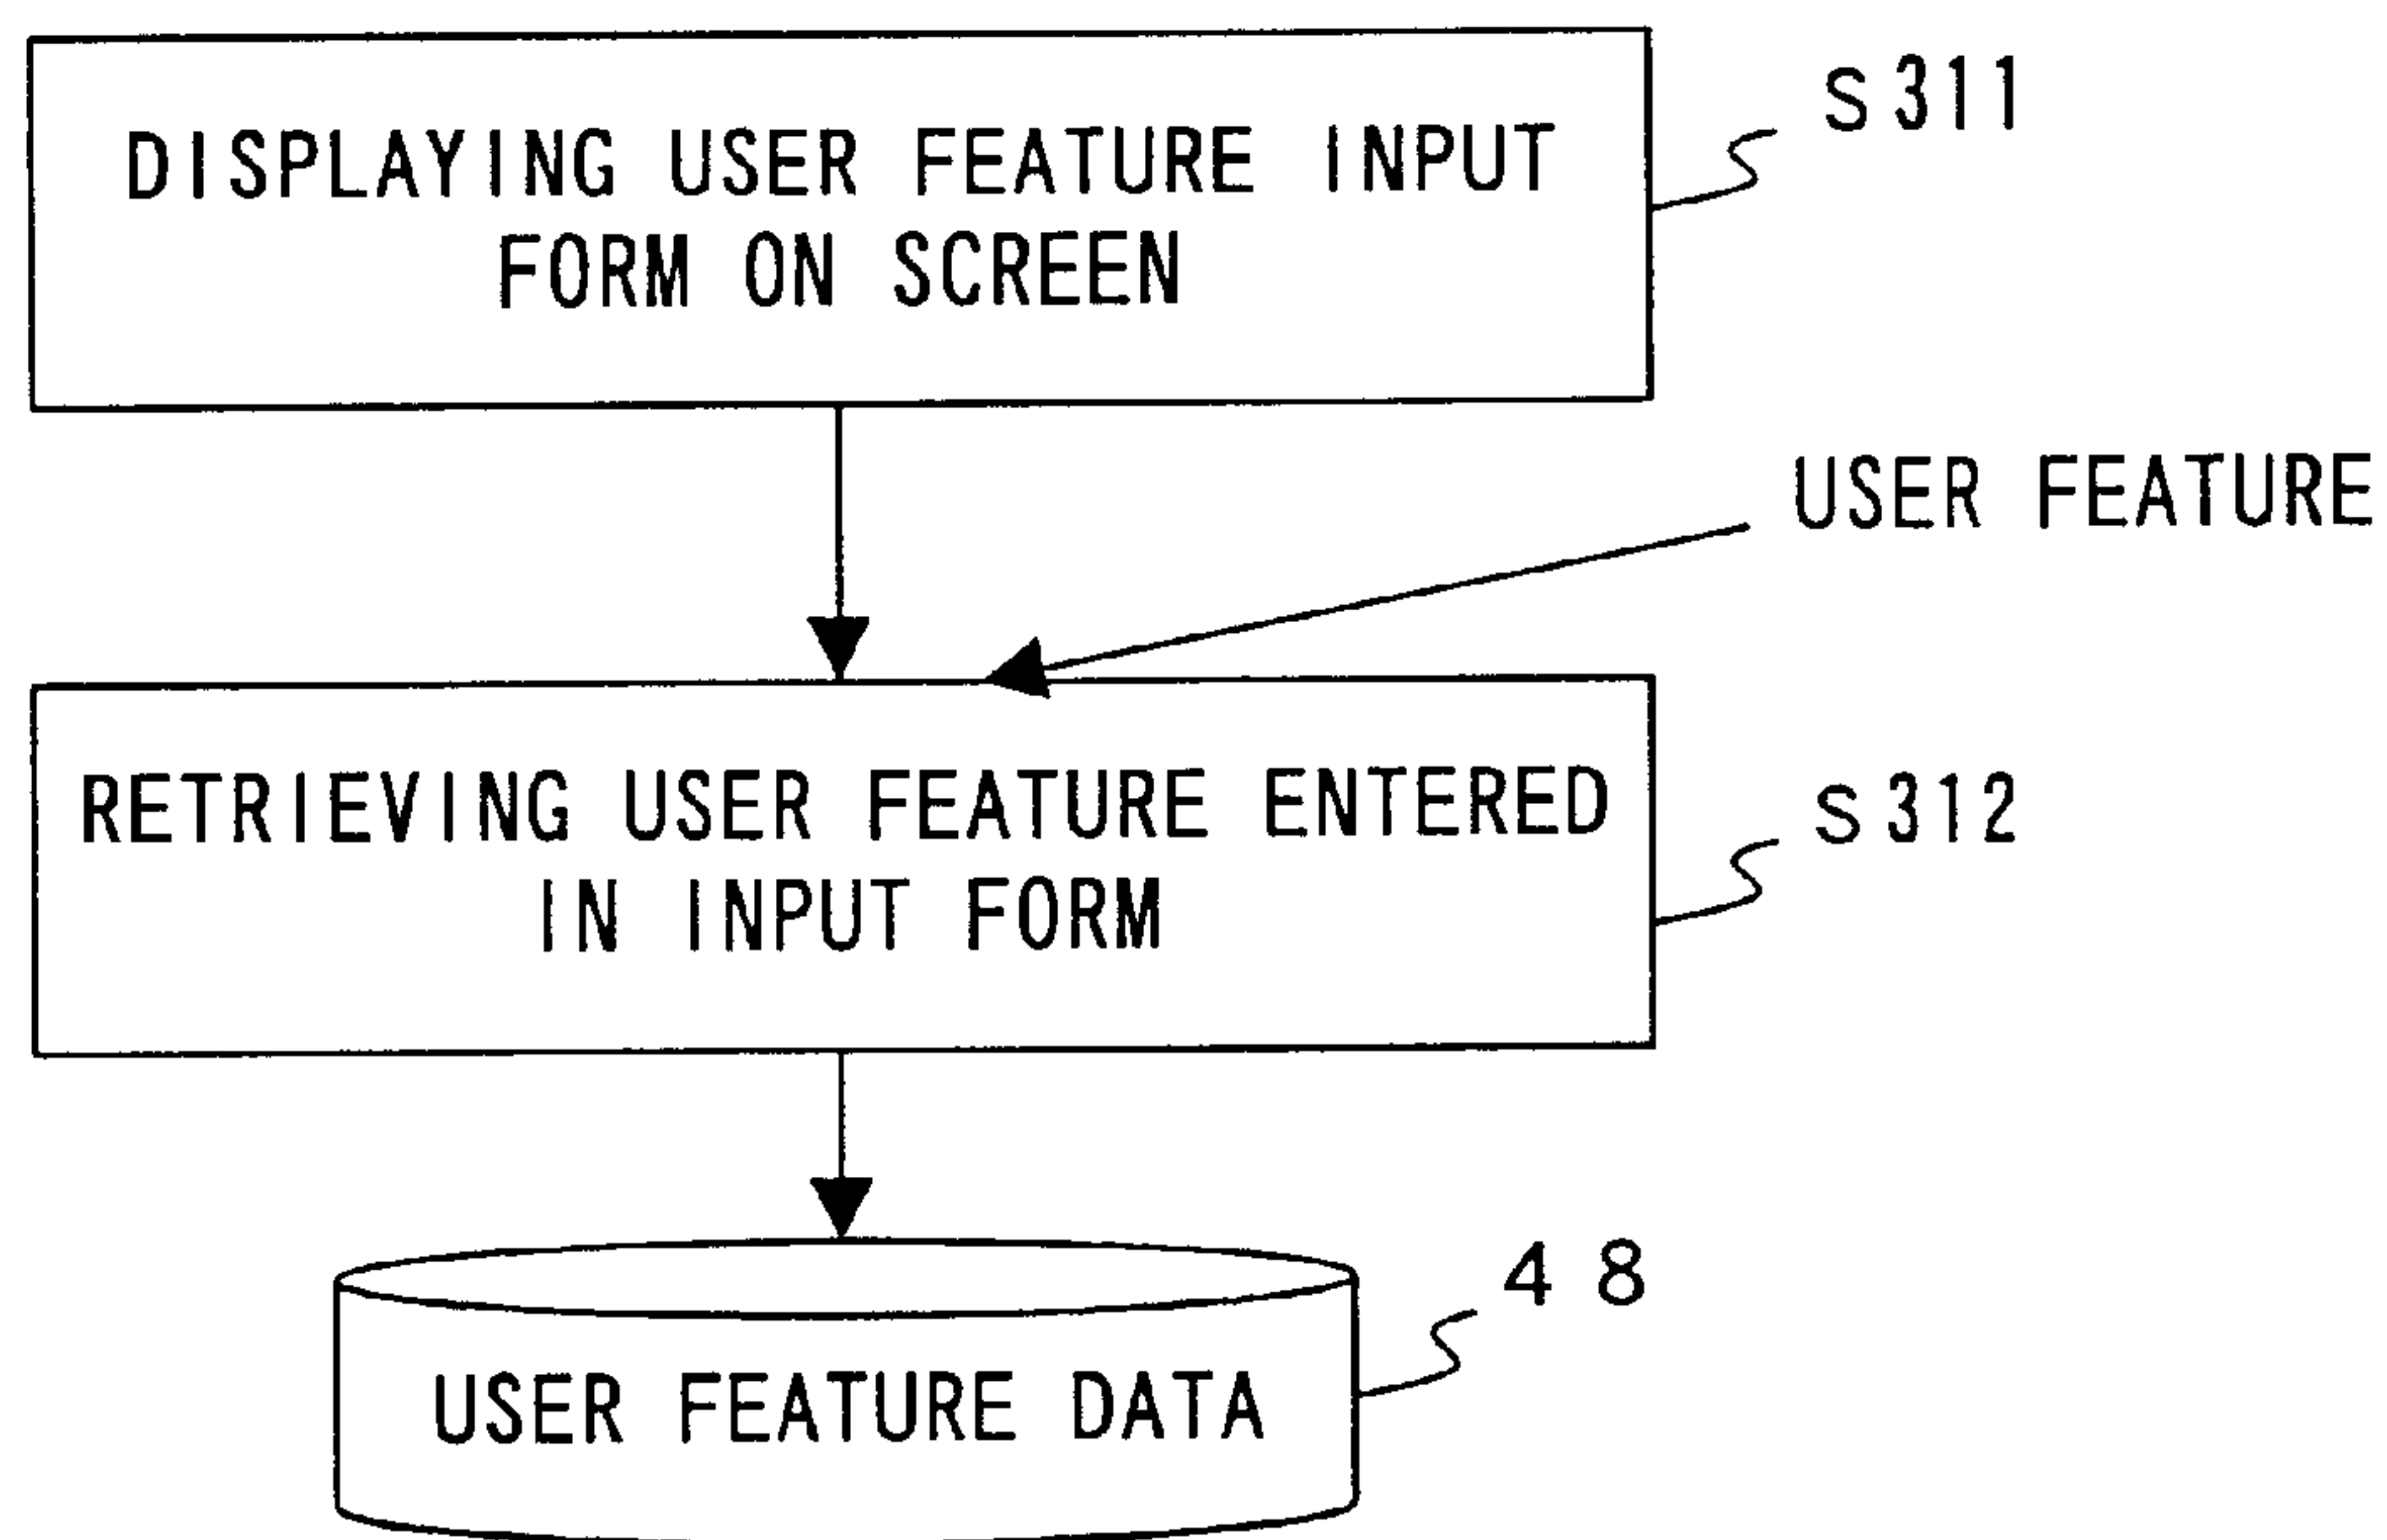 DISPLAYING USER FEATURE INPUT
FORM ON SCREEN
S311
USER FEATURE
RETRIEVING USER FEATURE ENTERED
IN INPUT FORM
S312
48
USER FEATURE DATA